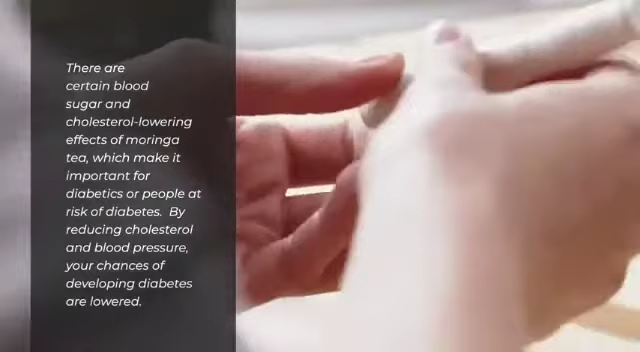 There are
certain blood
sugar and
cholesterol-lowering
effects of moringa
tea, which make it
important for
diabetics or people at
risk of diabetes.  By
reducing cholesterol
and blood pressure,
your chances of
developing diabetes
are lowered.